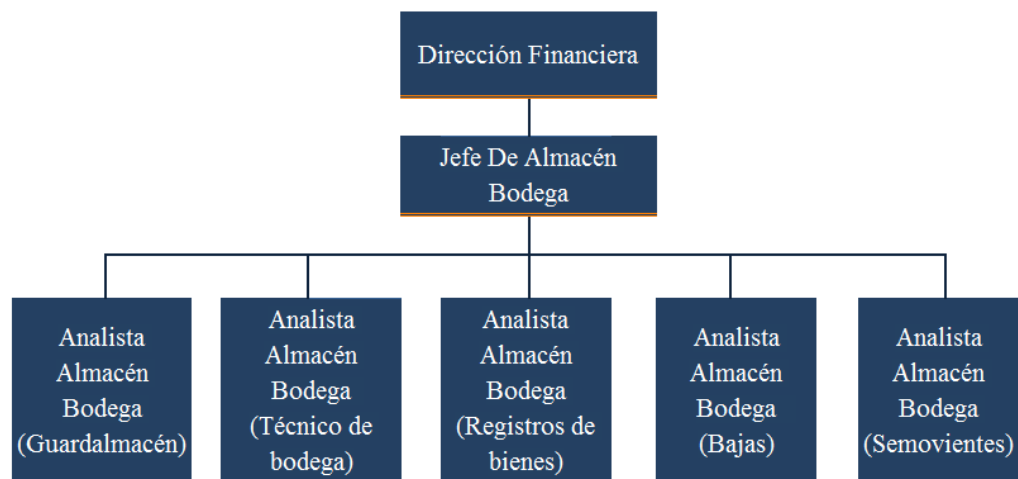 Dirección Financiera
Jefe De Almacén
Bodega
Analista
Almacén
Bodega
(Guardalmacén)
Analista
Almacén
Bodega
(Técnico de
bodega)
Analista
Almacén
Bodega
(Registros de
bienes)
Analista
Almacén
Bodega
(Bajas)
Analista
Almacén
Bodega
(Semovientes)